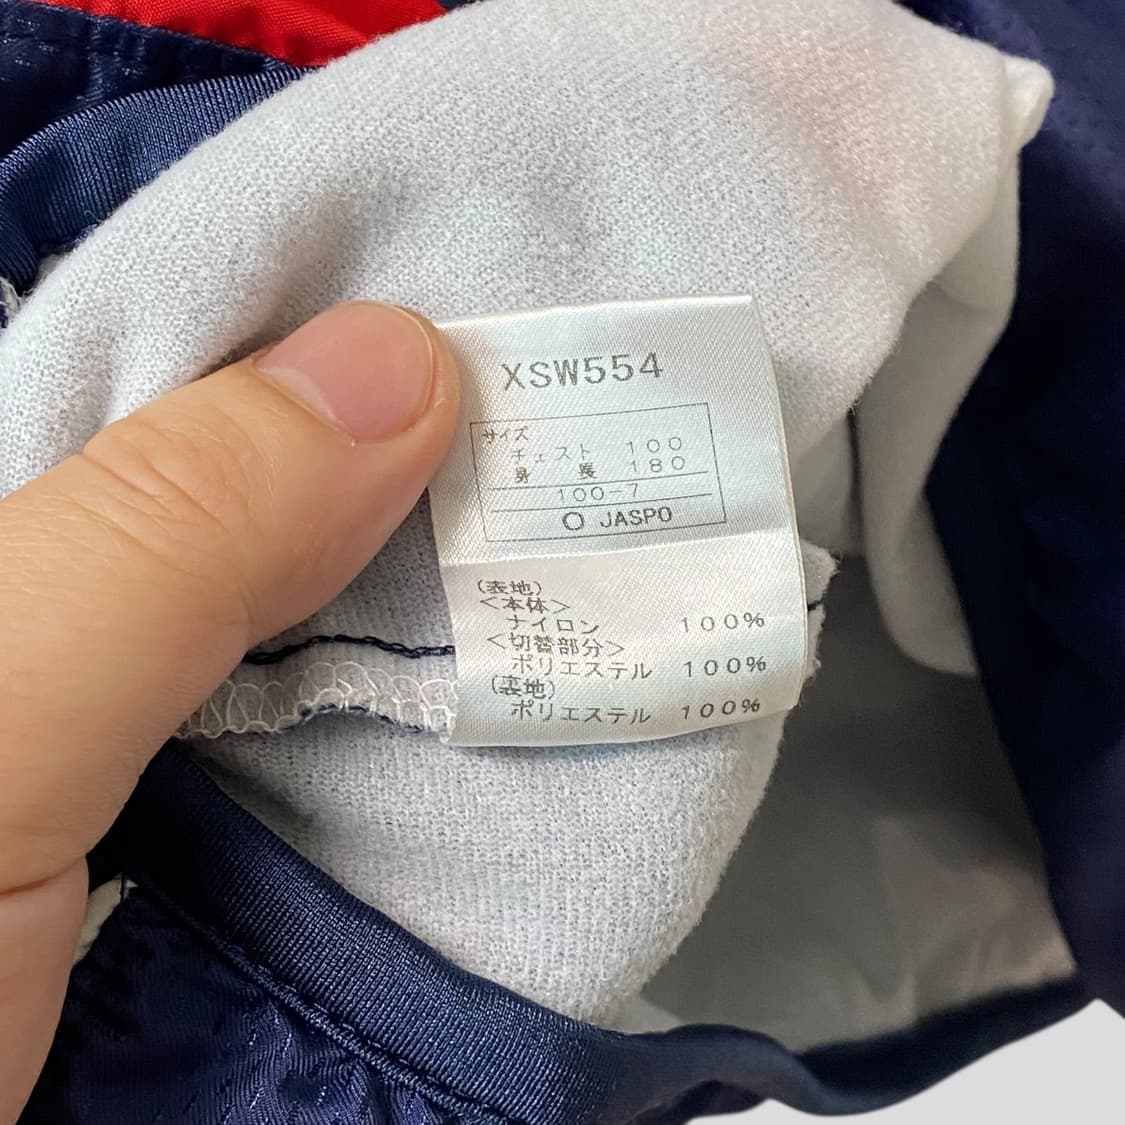 XSW554
サイズ
チェスト 100
身長 180
100-7
O JASPO
(表地)
<本体>
ナイロン 100%
<切替部分>
ポリエステル 100%
(裏地)
ポリエステル 100%